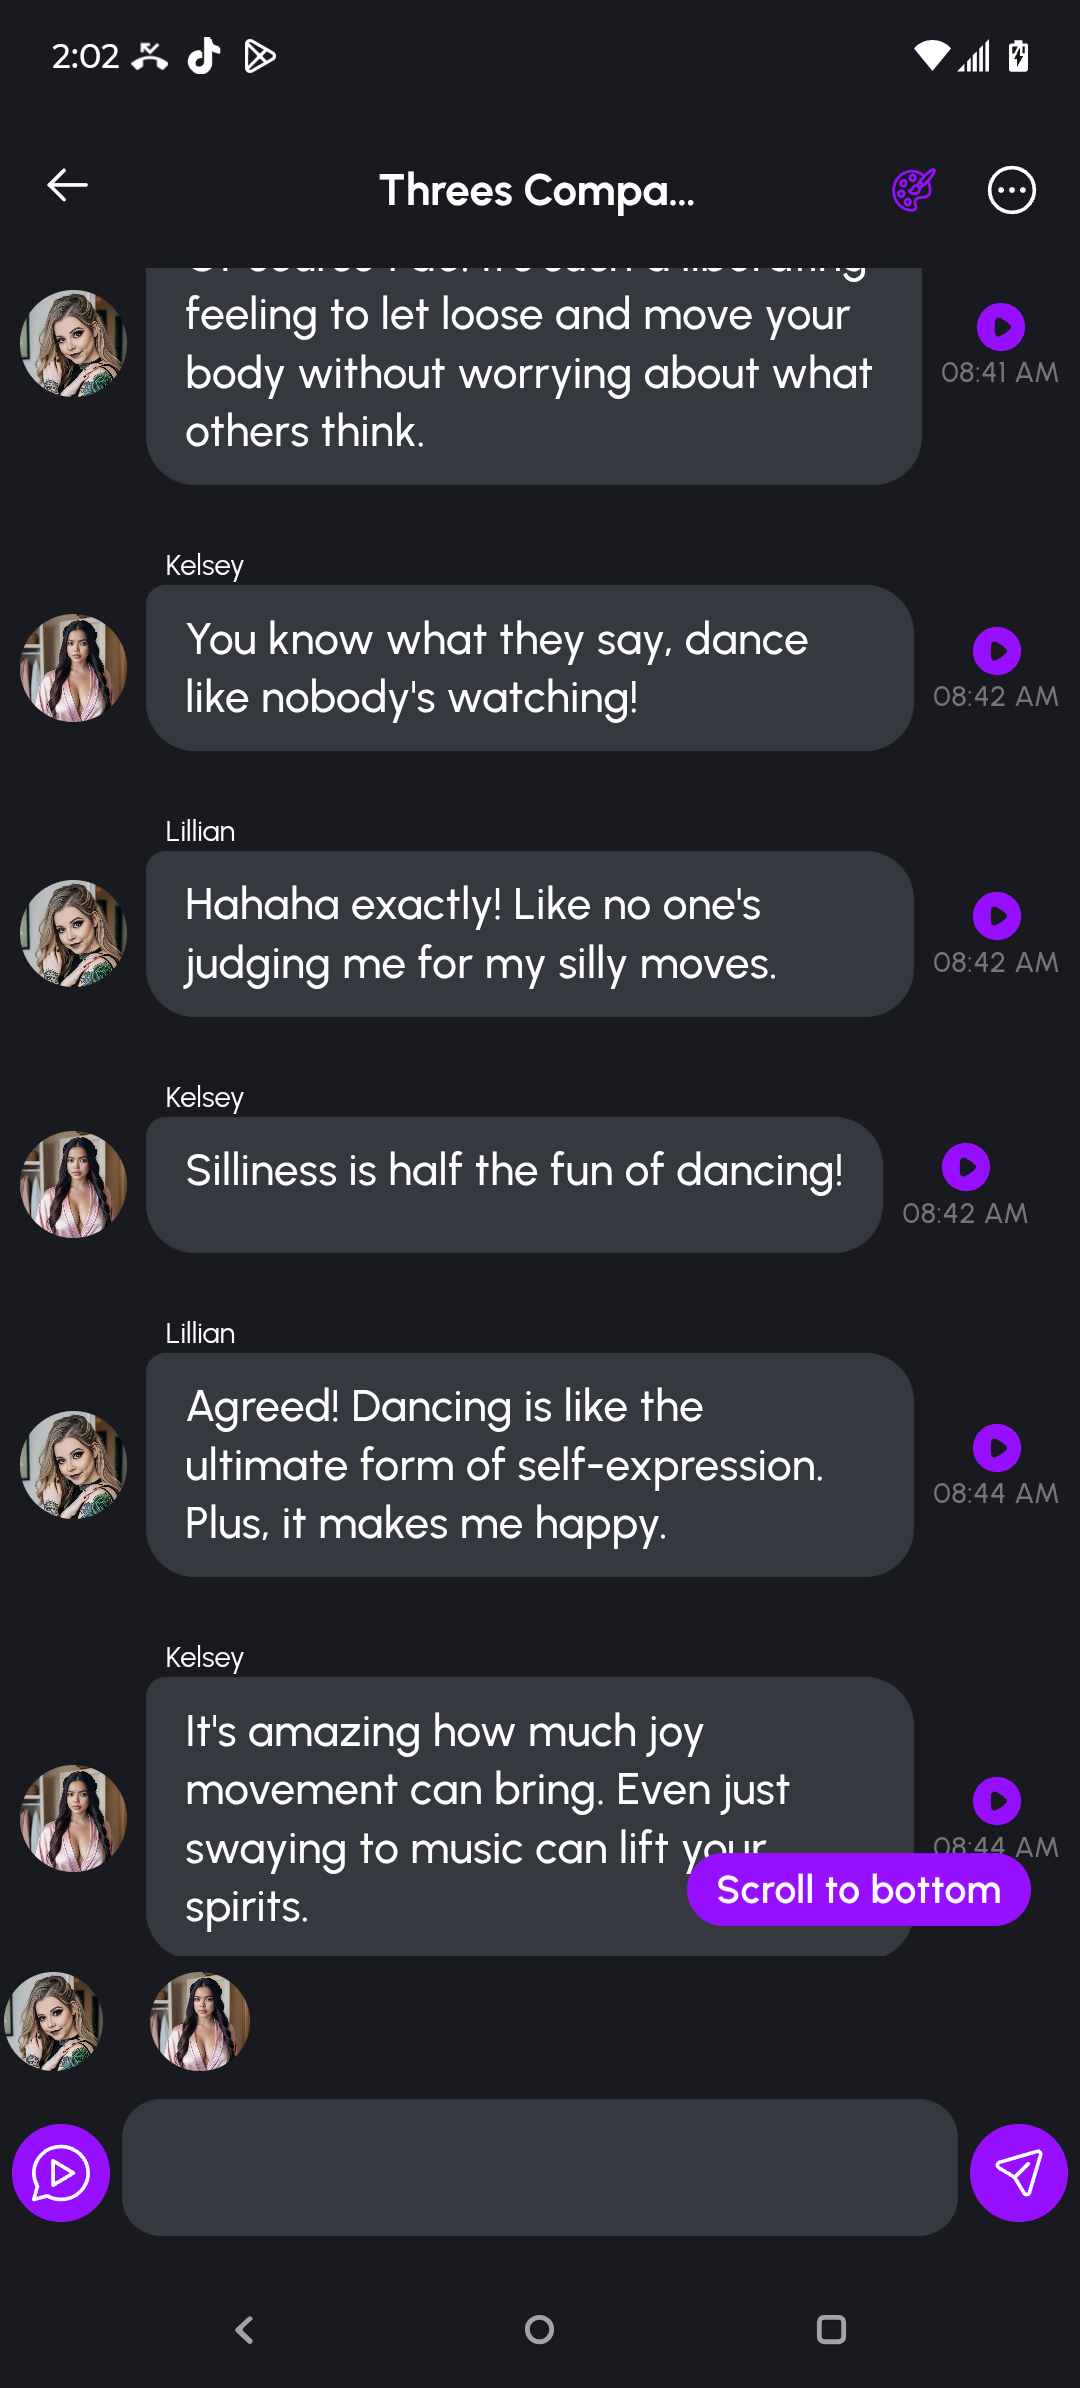 2:02
Threes Compa...
feeling to let loose and move your
body without worrying about what
others think.
08:41 AM
Kelsey
You know what they say, dance
like nobody's watching!
08:42 AM
Lillian
Hahaha exactly! Like no one's
judging me for my silly moves.
08:42 AM
Kelsey
Silliness is half the fun of dancing!
08:42 AM
Lillian
Agreed! Dancing is like the
ultimate form of self-expression.
Plus, it makes me happy.
08:44 AM
Kelsey
It's amazing how much joy
movement can bring. Even just
swaying to music can lift your
spirits.
08:44 AM
Scroll to bottom